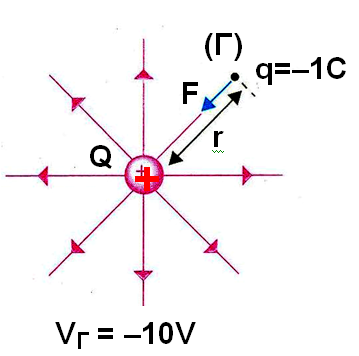 (Γ)
q=–1C
F
r
Q
+
V_Γ = –10V